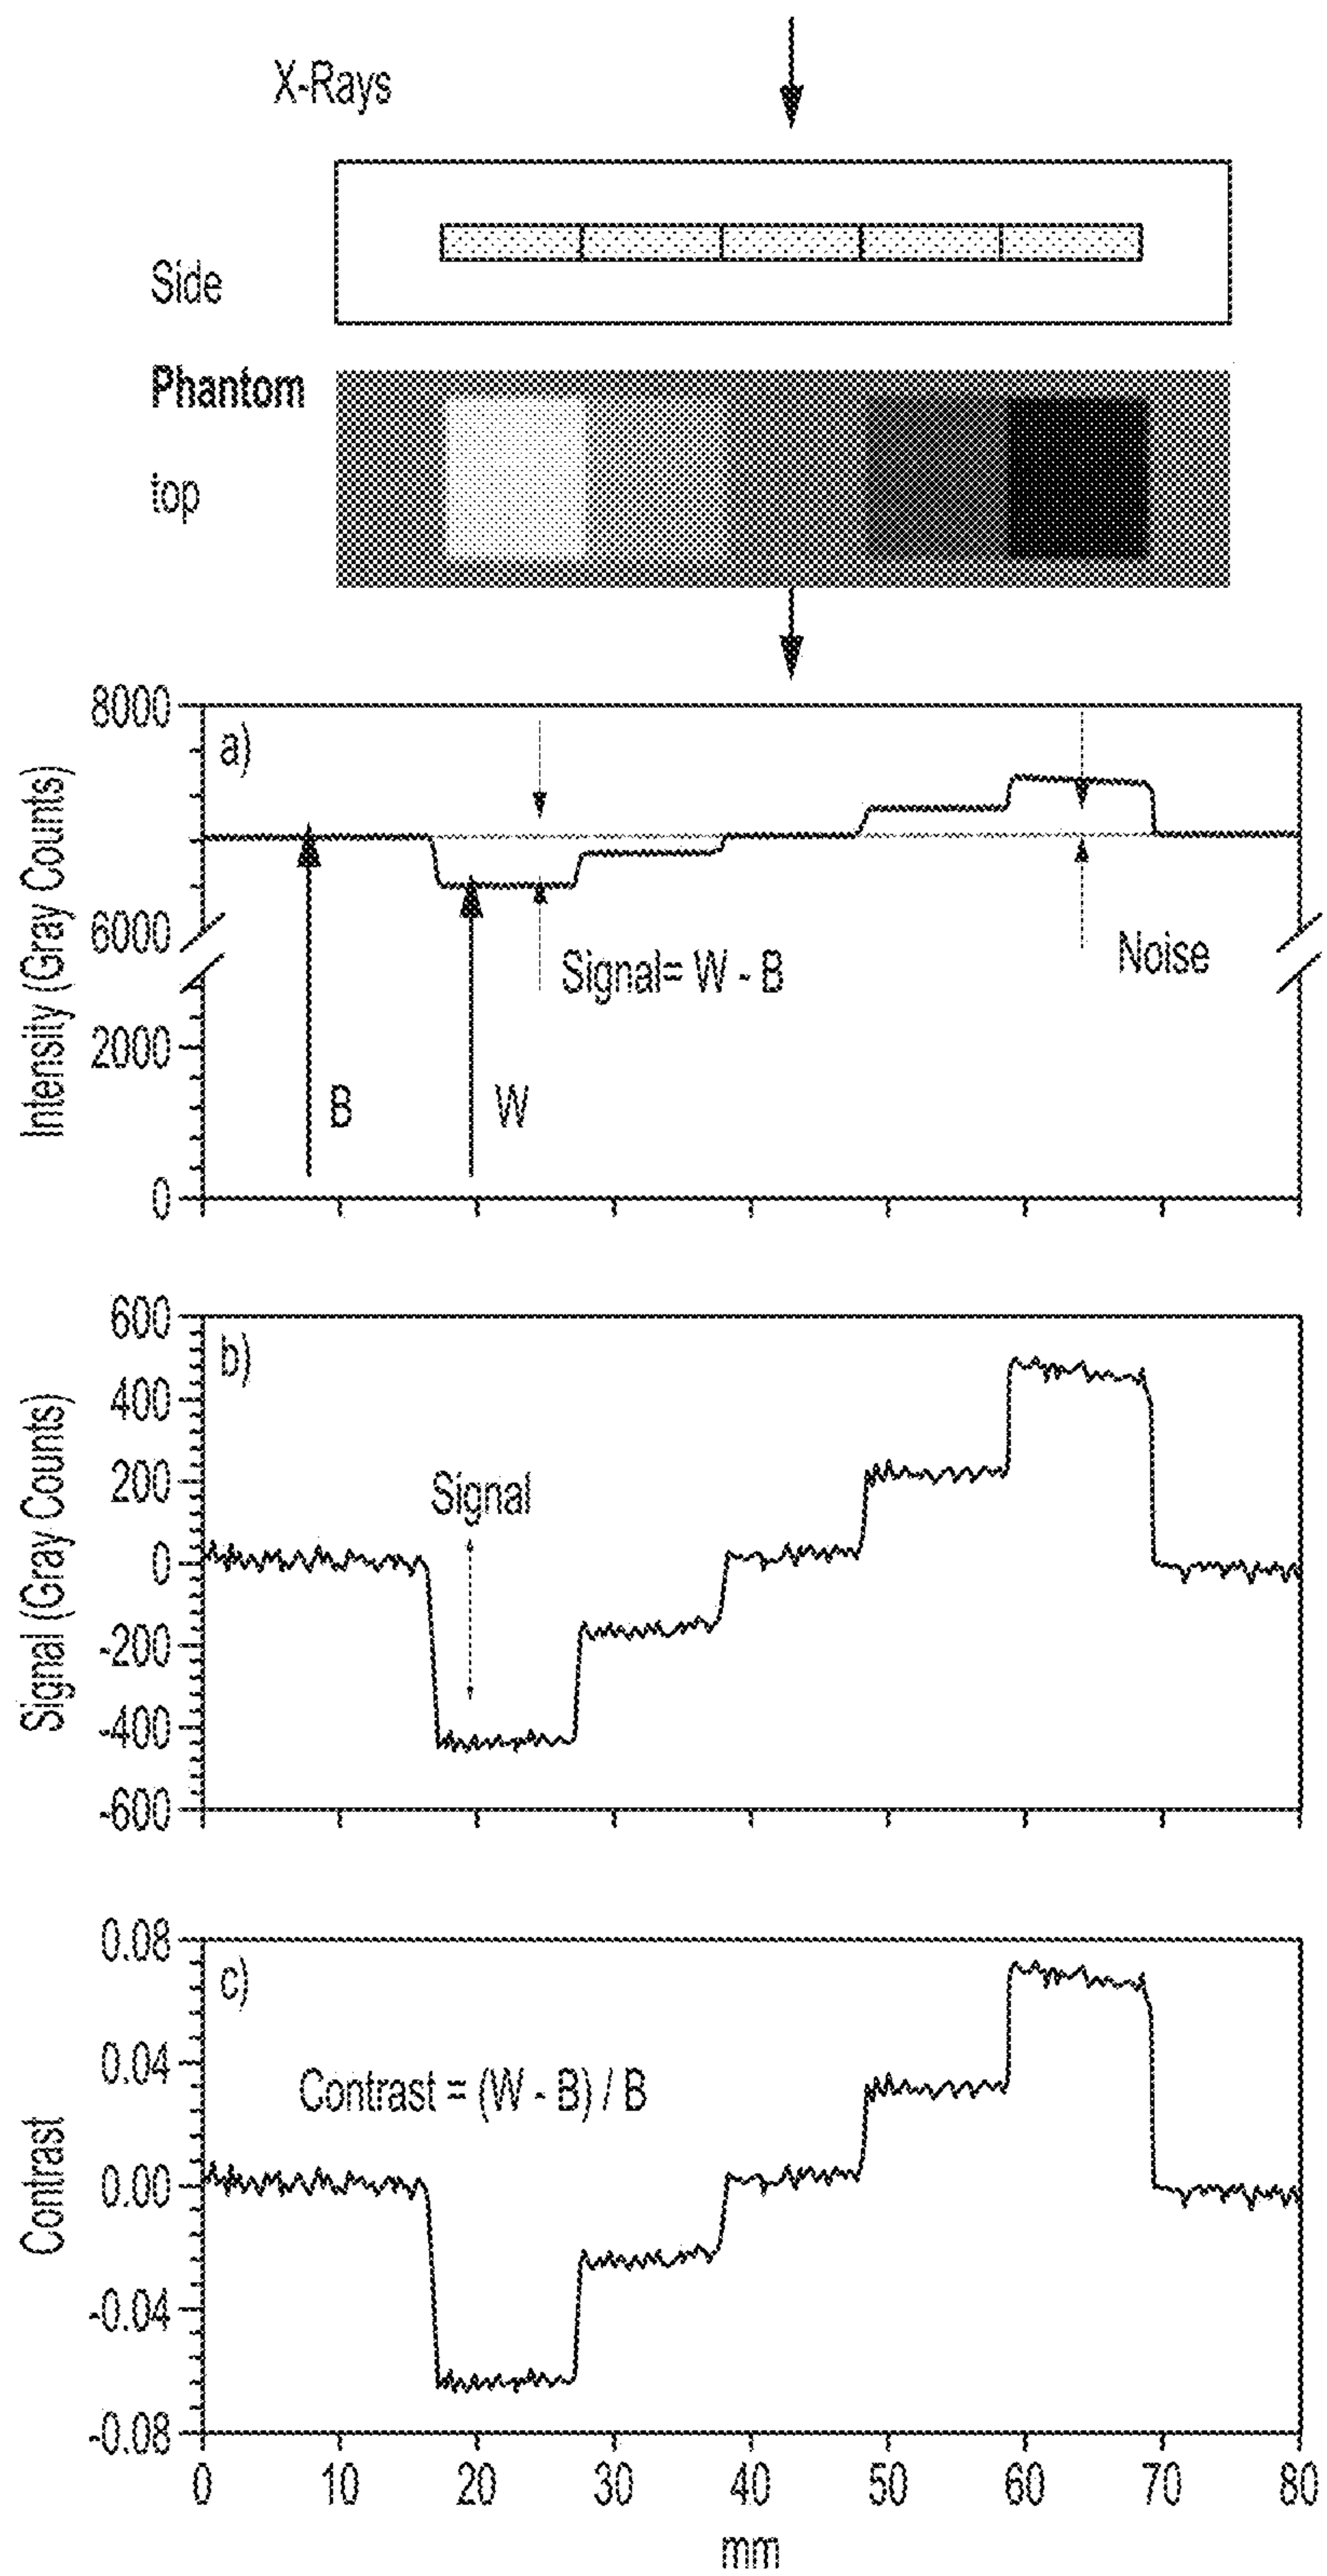 X-Rays
Side
Phantom
top
8000
a)
6000
Signal= W - B
Noise
2000
B
W
0
Intensity (Gray Counts)
600
b)
400
200
Signal
0
-200
-400
-600
Signal (Gray Counts)
0.08
c)
0.04
Contrast = (W - B) / B
0.00
-0.04
-0.08
Contrast
0 10 20 30 40 50 60 70 80
mm